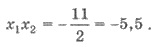 x₁x₂ = −11/2 = −5,5 .